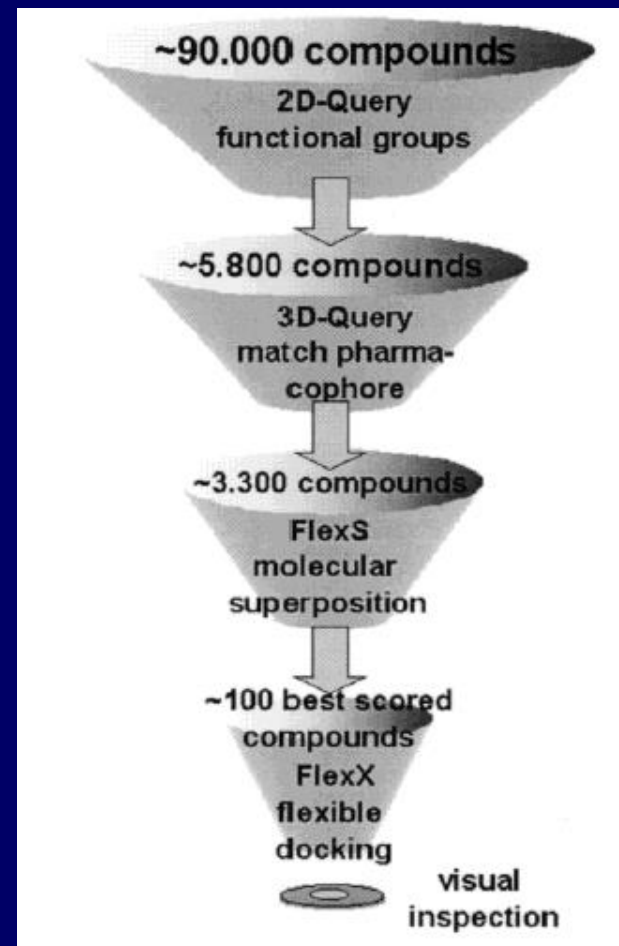 ~90.000 compounds
2D-Query
functional groups
~5.800 compounds
3D-Query
match pharma-
cophore
~3.300 compounds
FlexS
molecular
superposition
~100 best scored
compounds
FlexX
flexible
docking
visual
inspection